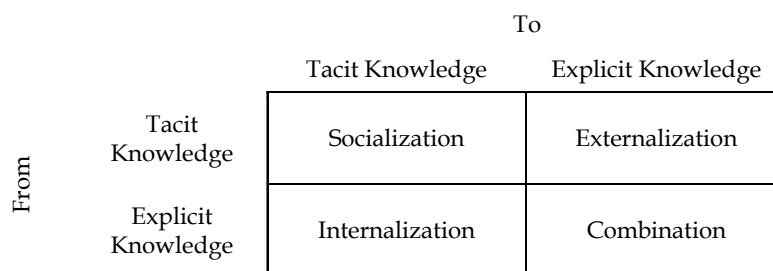 To
Tacit Knowledge Explicit Knowledge
From
Tacit
Knowledge
Socialization Externalization
Explicit
Knowledge
Internalization Combination